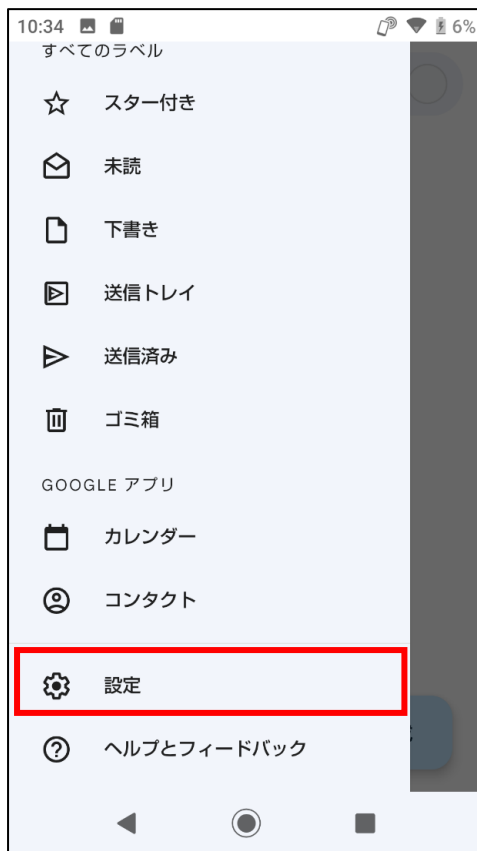 10:34 6%
すべてのラベル
スター付き
未読
下書き
送信トレイ
送信済み
ゴミ箱
GOOGLE アプリ
カレンダー
コンタクト
設定
ヘルプとフィードバック